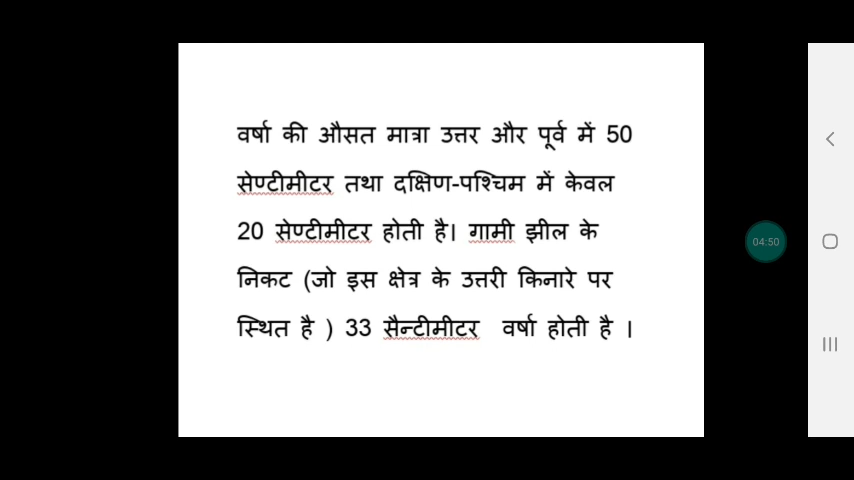 वर्षा की औसत मात्रा उत्तर और पूर्व में 50
सेण्टीमीटर तथा दक्षिण-पश्चिम में केवल
20 सेण्टीमीटर होती है। गामी झील के
निकट (जो इस क्षेत्र के उत्तरी किनारे पर
स्थित है ) 33 सैन्टीमीटर वर्षा होती है ।
04:50